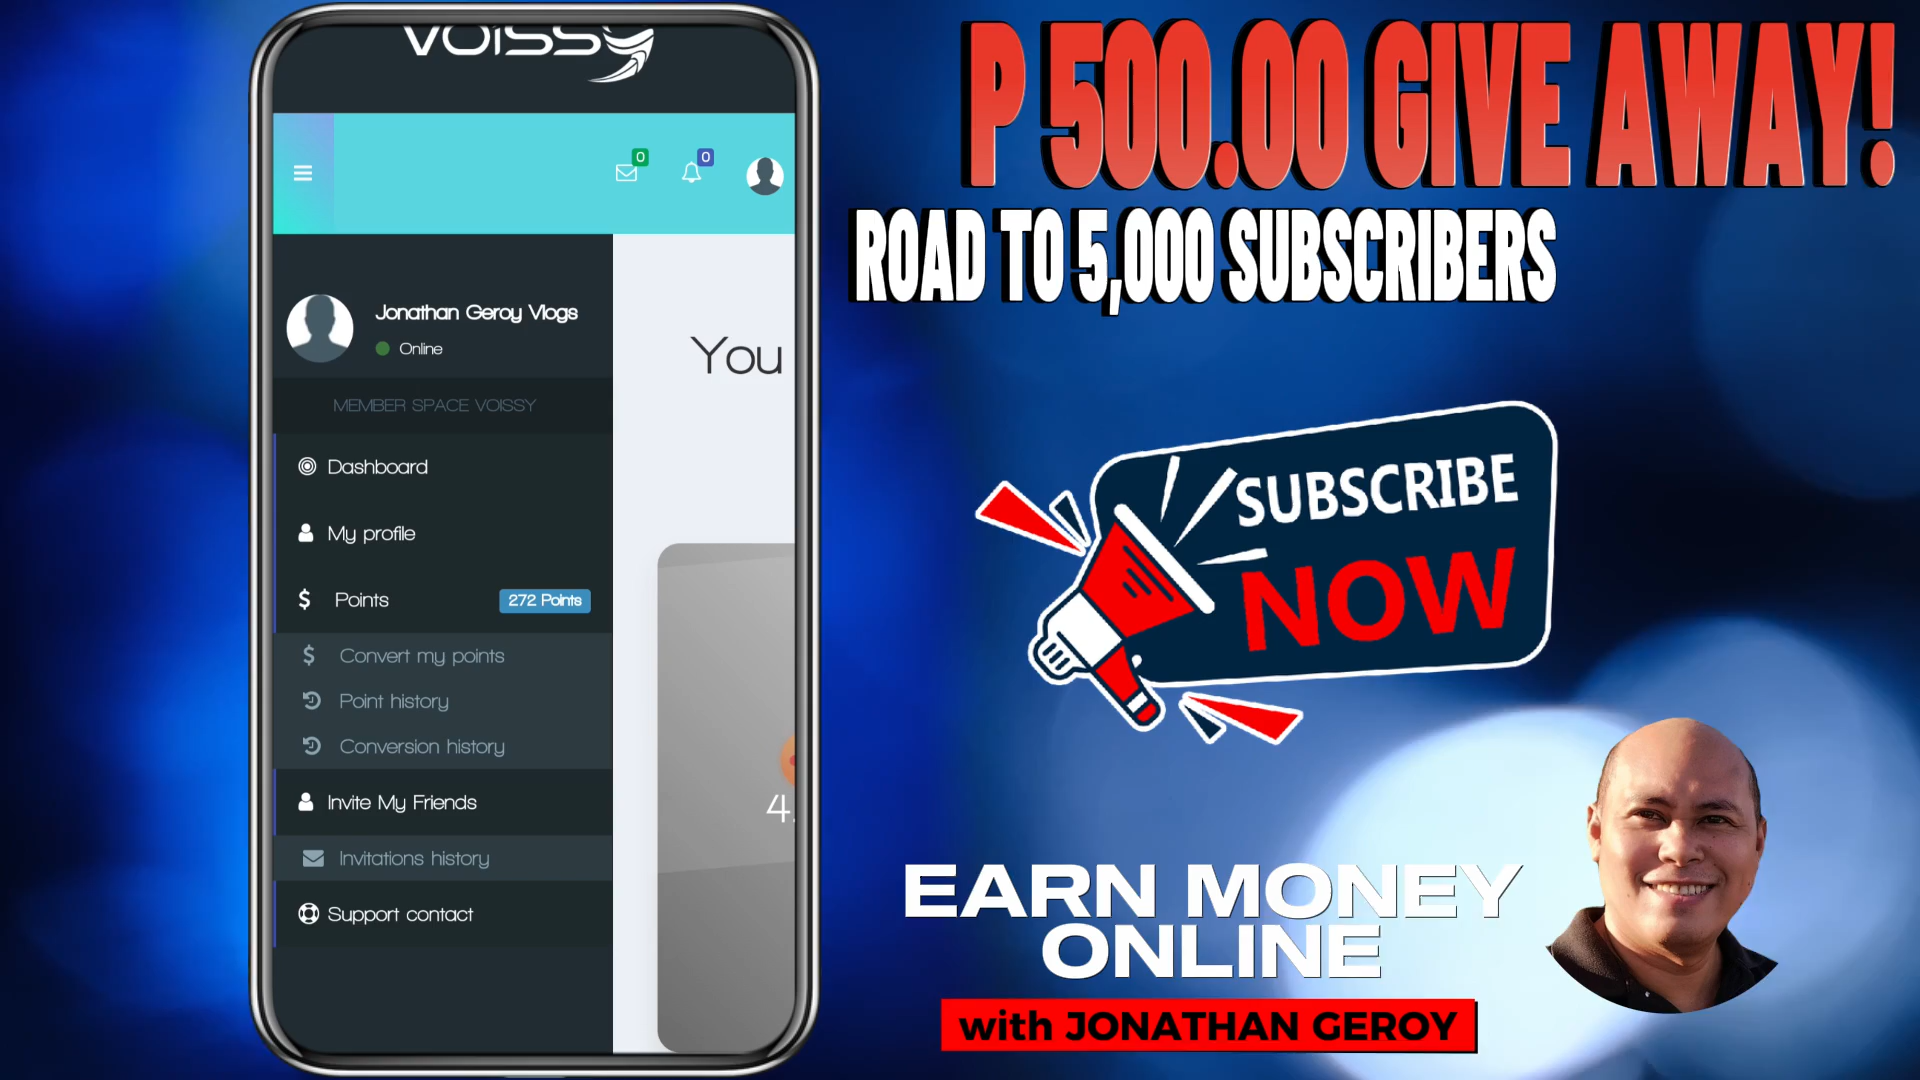 VOISSY
0
0
Jonathan Geroy Vlogs
Online
You
MEMBER SPACE VOISSY
Dashboard
My profile
Points
272 Points
Convert my points
Point history
Conversion history
4.
Invite My Friends
Invitations history
Support contact
P 500.00 GIVE AWAY!
ROAD TO 5,000 SUBSCRIBERS
SUBSCRIBE
NOW
EARN MONEY
ONLINE
with JONATHAN GEROY